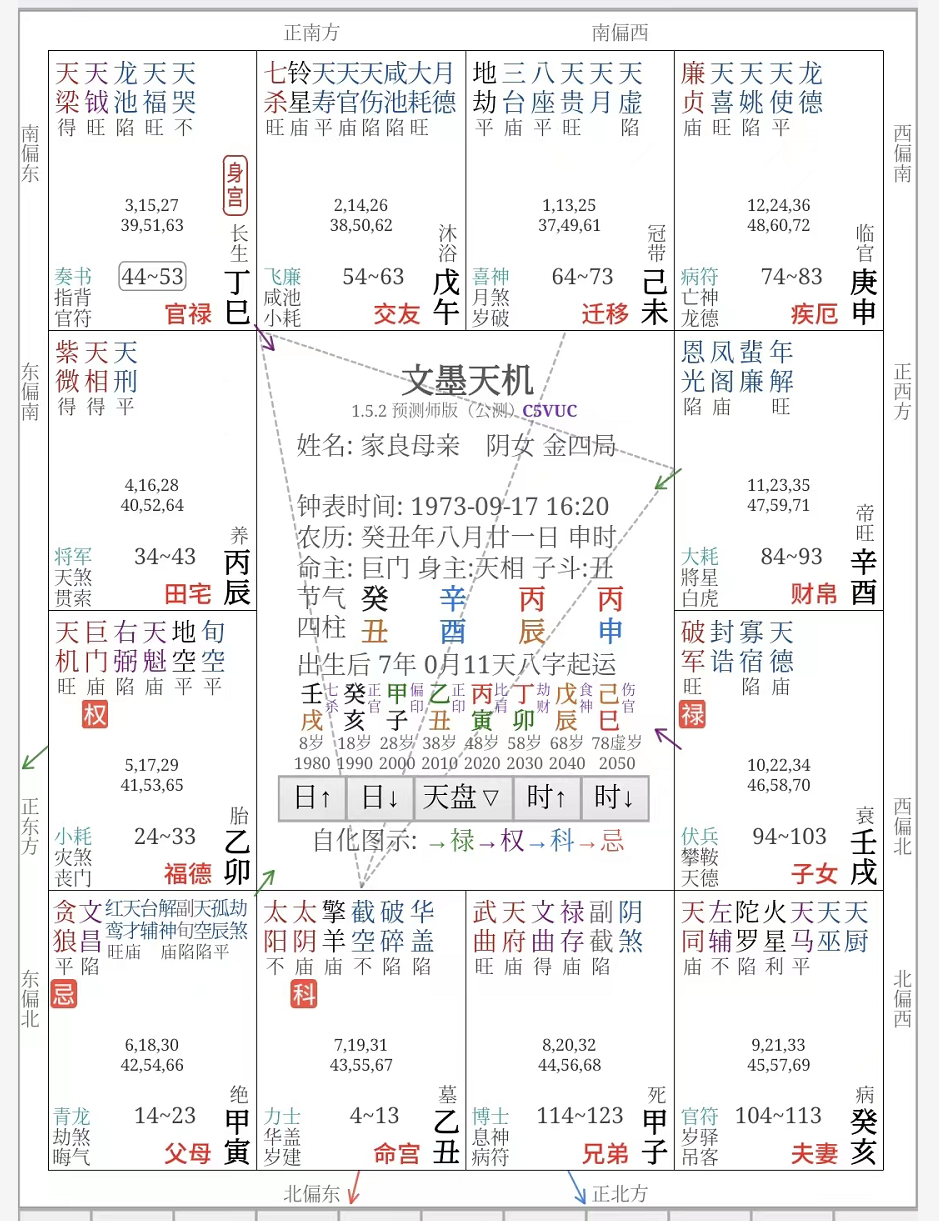 正南方
南偏西
南偏东
西偏南
天梁 天钺 龙池 天福 天哭
得 旺 陷 旺 不
身宫
3,15,27
39,51,63
长生
奏书
指背
官符
44~53
官禄
丁巳
七杀 铃星 天寿 天官 天伤 咸池 大耗 月德
旺 庙 平 庙 陷 陷 旺
2,14,26
38,50,62
沐浴
飞廉
咸池
小耗
54~63
交友
戊午
地劫 三台 八座 天贵 天月 天虚
平 庙 平 旺 陷
1,13,25
37,49,61
冠带
喜神
月煞
岁破
64~73
迁移
己未
廉贞 天喜 天姚 天使 龙德
庙 旺 陷 平
12,24,36
48,60,72
临官
病符
亡神
龙德
74~83
疾厄
庚申
东偏南
正西方
紫微 天相 天刑
得 得 平
4,16,28
40,52,64
养
将军
天煞
贯索
34~43
田宅
丙辰
文墨天机
1.5.2 预测师版（公测）C5VUC
姓名: 家良母亲 阴女 金四局
钟表时间: 1973-09-17 16:20
农历: 癸丑年八月廿一日 申时
命主: 巨门 身主:天相 子斗:丑
节气 癸 辛 丙 丙
四柱 丑 酉 辰 申
出生后 7年 0月11天八字起运
壬七杀 癸正官 甲偏印 乙正印 丙比肩 丁劫财 戊食神 己伤官
戌 亥 子 丑 寅 卯 辰 巳
8岁 18岁 28岁 38岁 48岁 58岁 68岁 78虚岁
1980 1990 2000 2010 2020 2030 2040 2050
日↑ 日↓ 天盘▽ 时↑ 时↓
自化图示: →禄→权→科→忌
恩光 凤阁 蜚廉 年解
陷 庙 旺
11,23,35
47,59,71
帝旺
大耗
將星
白虎
84~93
财帛
辛酉
正东方
西偏北
天机 巨门 右弼 天魁 地空 旬空
旺 庙 陷 庙 平 平
权
5,17,29
41,53,65
胎
小耗
灾煞
丧门
24~33
福德
乙卯
破军 封诰 寡宿 天德
旺 陷 庙
禄
10,22,34
46,58,70
衰
伏兵
攀鞍
天德
94~103
子女
壬戌
东偏北
北偏西
贪狼 文昌 红鸾 天才 台辅 解神 副旬 天空 孤辰 劫煞
平 陷 旺 庙 庙 陷 陷 平
忌
6,18,30
42,54,66
绝
青龙
劫煞
晦气
14~23
父母
甲寅
太阳 太阴 擎羊 截空 破碎 华盖
不 庙 庙 不 陷 陷
科
7,19,31
43,55,67
墓
力士
华盖
岁建
4~13
命宫
乙丑
武曲 天府 文曲 禄存 副截 阴煞
旺 庙 得 庙 陷
8,20,32
44,56,68
死
博士
息神
病符
114~123
兄弟
甲子
天同 左辅 陀罗 火星 天马 天巫 天厨
庙 不 陷 利 平
9,21,33
45,57,69
病
官符
岁驿
吊客
104~113
夫妻
癸亥
北偏东
正北方